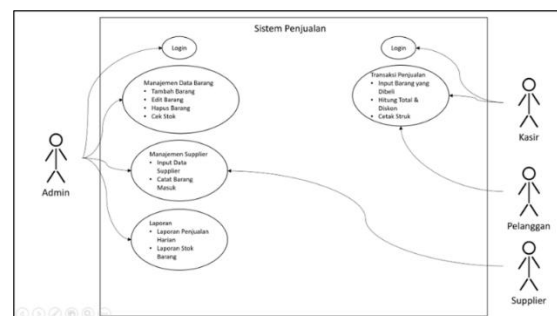 Sistem Penjualan
Login
Manajemen Data Barang
• Tambah Barang
• Edit Barang
• Hapus Barang
• Cek Stok
Manajemen Supplier
• Input Data
Supplier
• Catat Barang
Masuk
Laporan
• Laporan Penjualan
Harian
• Laporan Stok
Barang
Admin
Login
Transaksi Penjualan
• Input Barang yang
Dibeli
• Hitung Total &
Diskon
• Cetak Struk
Kasir
Pelanggan
Supplier